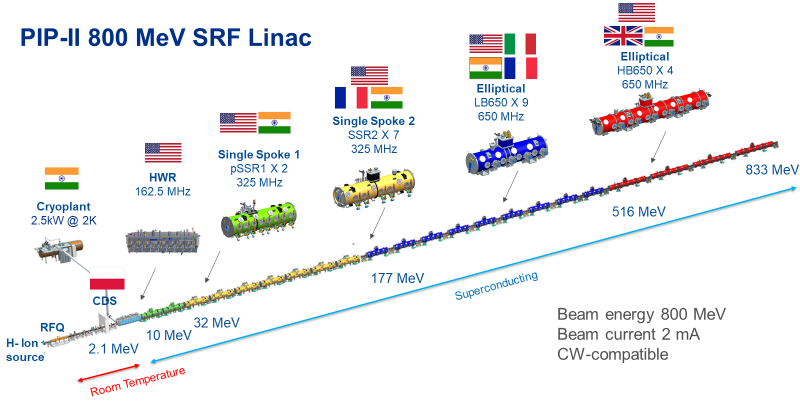 PIP-II 800 MeV SRF Linac
Elliptical
HB650 X 4
650 MHz
Elliptical
LB650 X 9
650 MHz
Single Spoke 2
SSR2 X 7
325 MHz
Single Spoke 1
pSSR1 X 2
325 MHz
HWR
162.5 MHz
Cryoplant
2.5kW @ 2K
CDS
RFQ
H- Ion
source
2.1 MeV
10 MeV
32 MeV
177 MeV
516 MeV
833 MeV
Room Temperature
Superconducting
Beam energy 800 MeV
Beam current 2 mA
CW-compatible